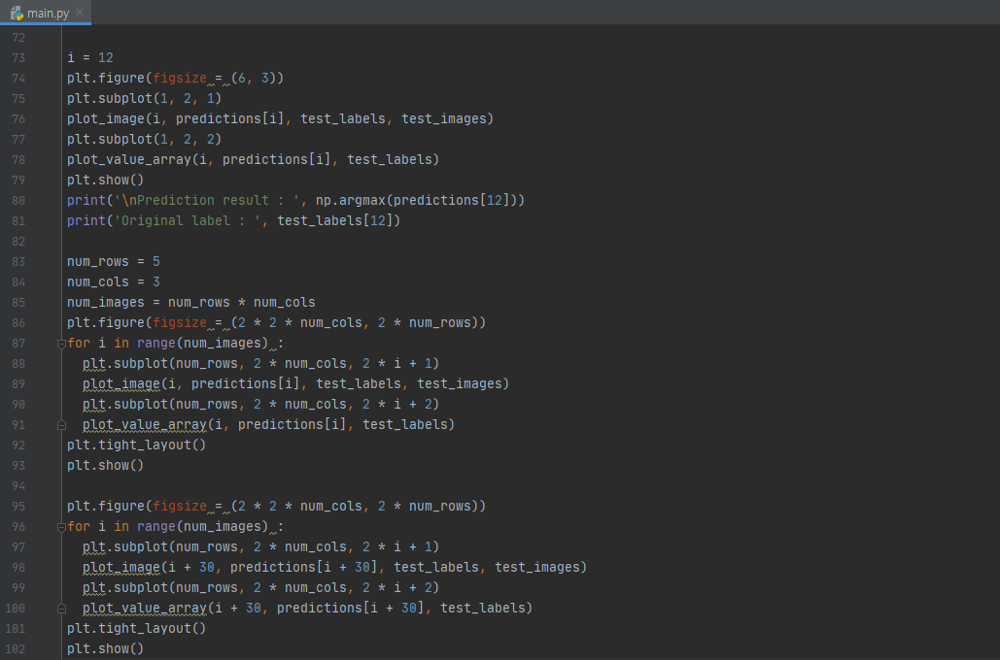 main.py
72
73 i = 12
74 plt.figure(figsize = (6, 3))
75 plt.subplot(1, 2, 1)
76 plot_image(i, predictions[i], test_labels, test_images)
77 plt.subplot(1, 2, 2)
78 plot_value_array(i, predictions[i], test_labels)
79 plt.show()
80 print('\nPrediction result : ', np.argmax(predictions[12]))
81 print('Original label : ', test_labels[12])
82
83 num_rows = 5
84 num_cols = 3
85 num_images = num_rows * num_cols
86 plt.figure(figsize = (2 * 2 * num_cols, 2 * num_rows))
87 for i in range(num_images) :
88   plt.subplot(num_rows, 2 * num_cols, 2 * i + 1)
89   plot_image(i, predictions[i], test_labels, test_images)
90   plt.subplot(num_rows, 2 * num_cols, 2 * i + 2)
91   plot_value_array(i, predictions[i], test_labels)
92 plt.tight_layout()
93 plt.show()
94
95 plt.figure(figsize = (2 * 2 * num_cols, 2 * num_rows))
96 for i in range(num_images) :
97   plt.subplot(num_rows, 2 * num_cols, 2 * i + 1)
98   plot_image(i + 30, predictions[i + 30], test_labels, test_images)
99   plt.subplot(num_rows, 2 * num_cols, 2 * i + 2)
100   plot_value_array(i + 30, predictions[i + 30], test_labels)
101 plt.tight_layout()
102 plt.show()